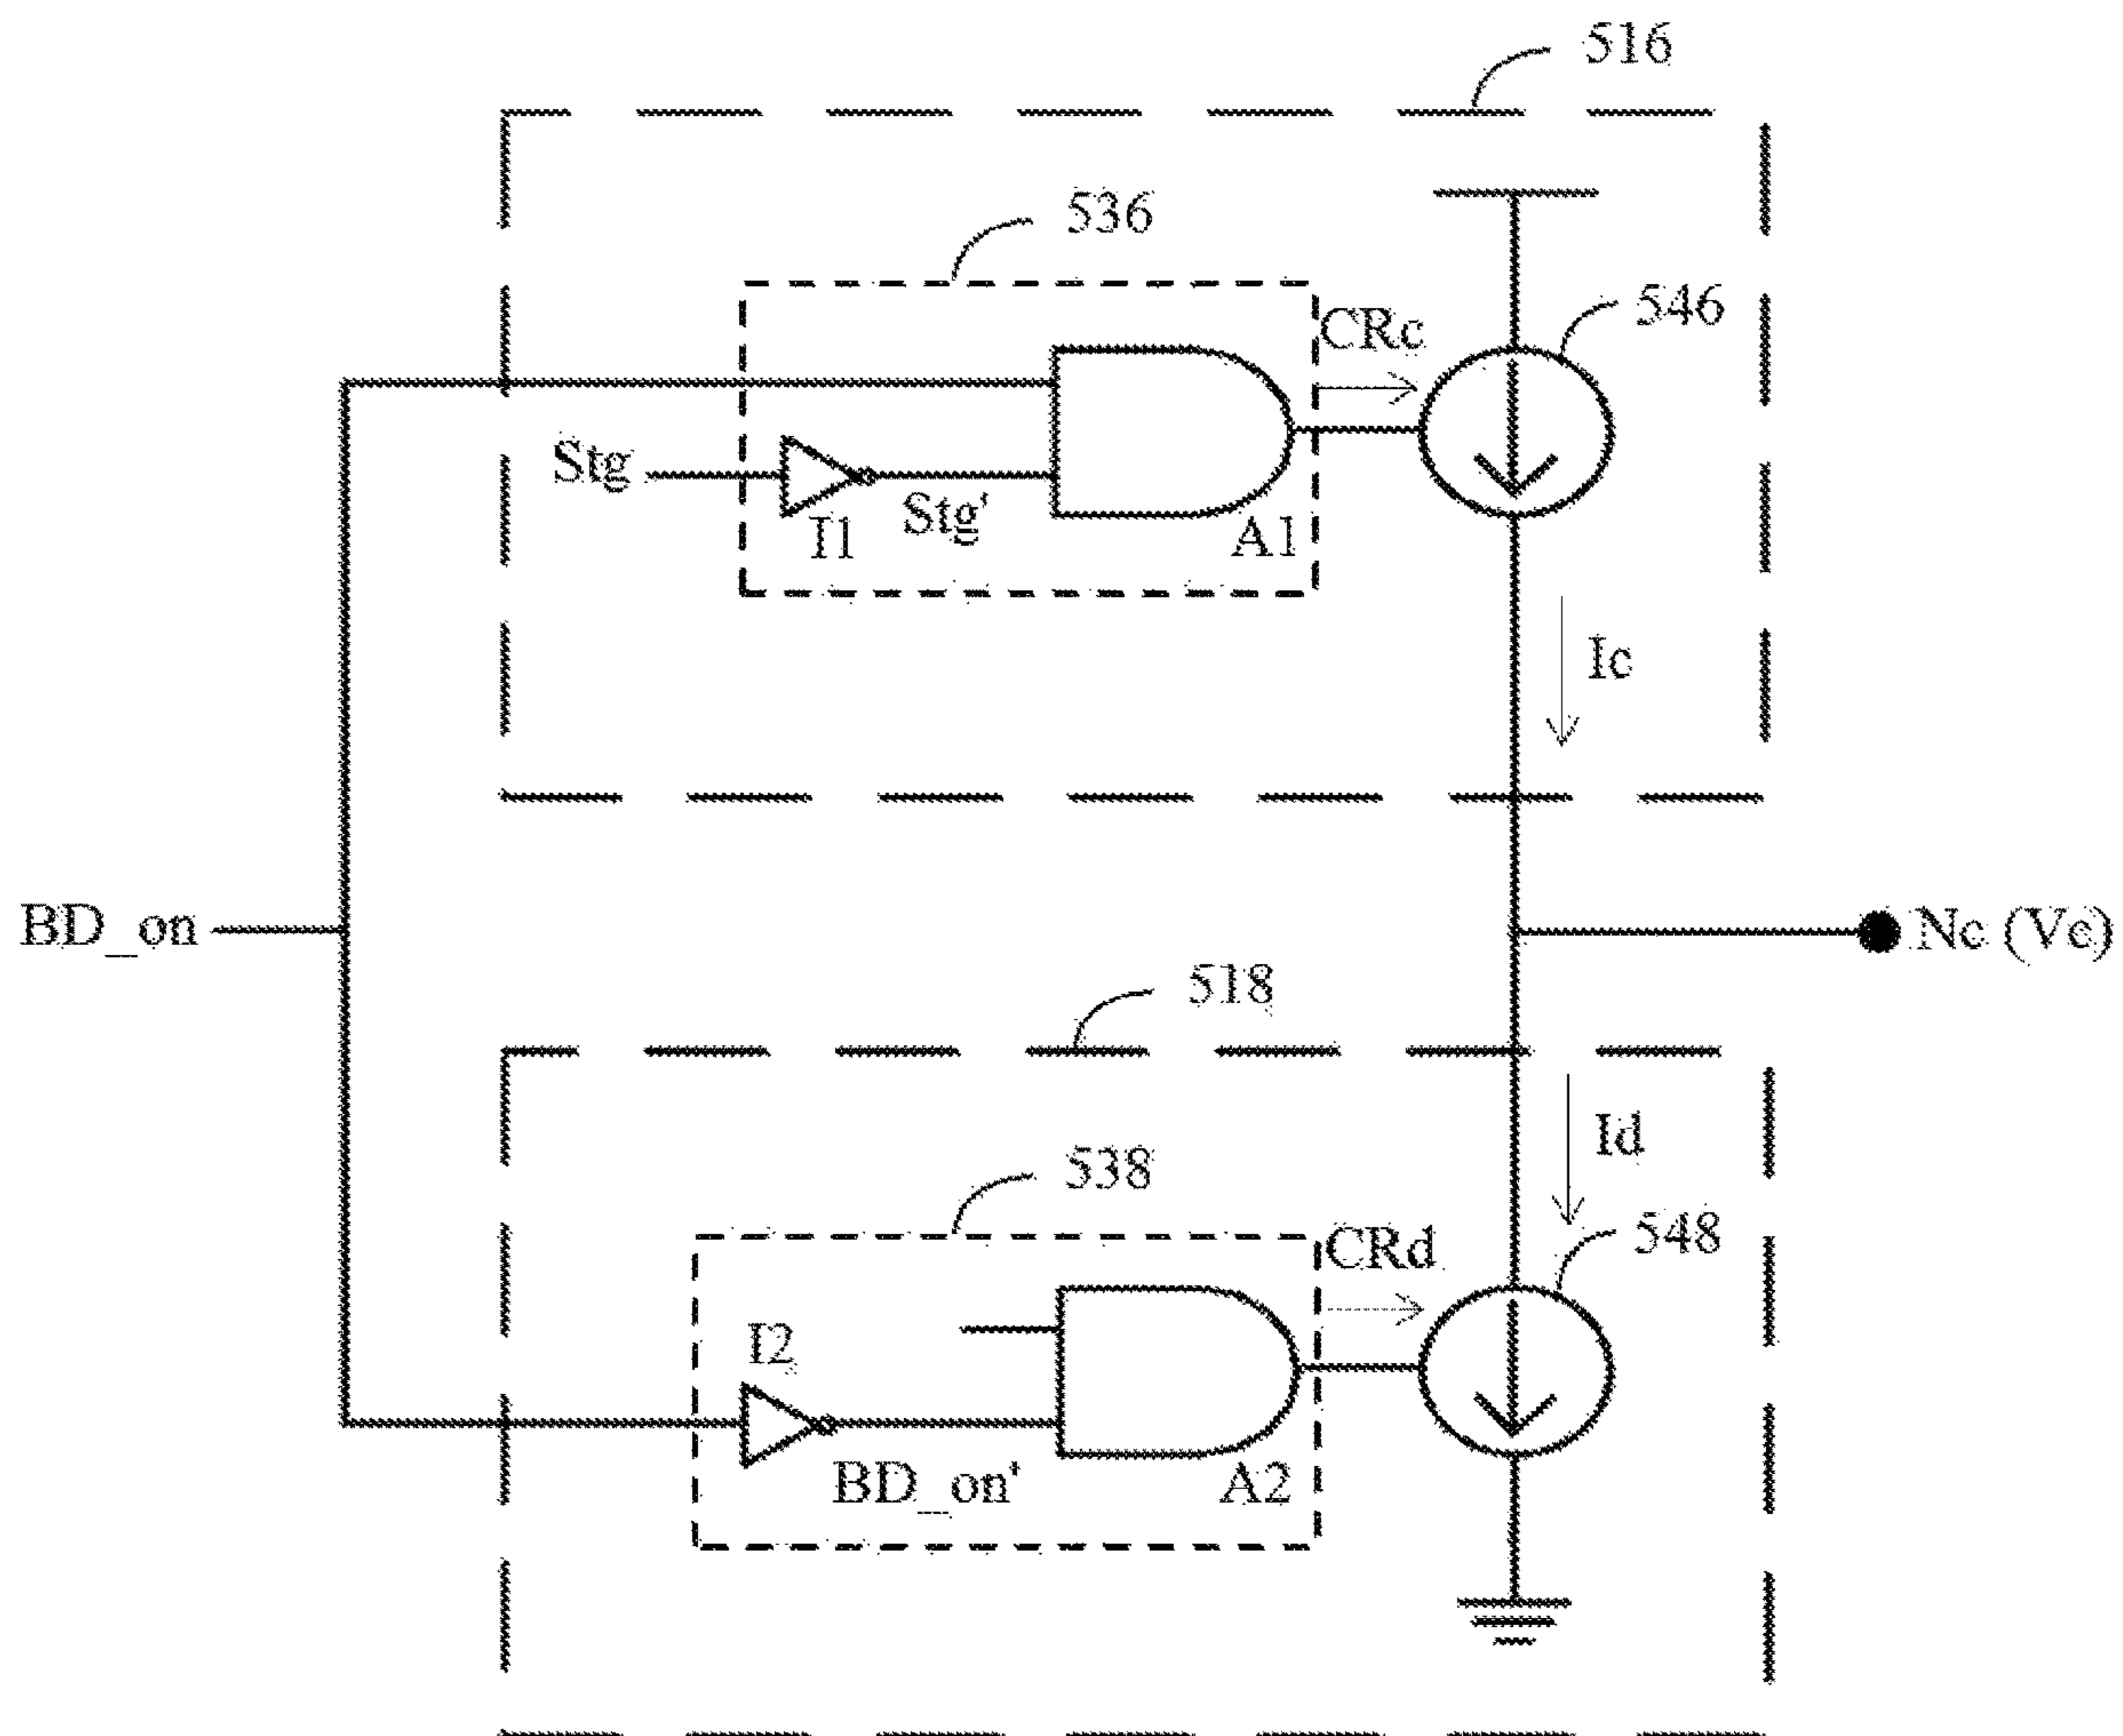 516
536
CRc
546
Stg
I1
Stg'
A1
Ic
BD_on
Nc (Vc)
518
Id
538
CRd
548
I2
BD_on'
A2